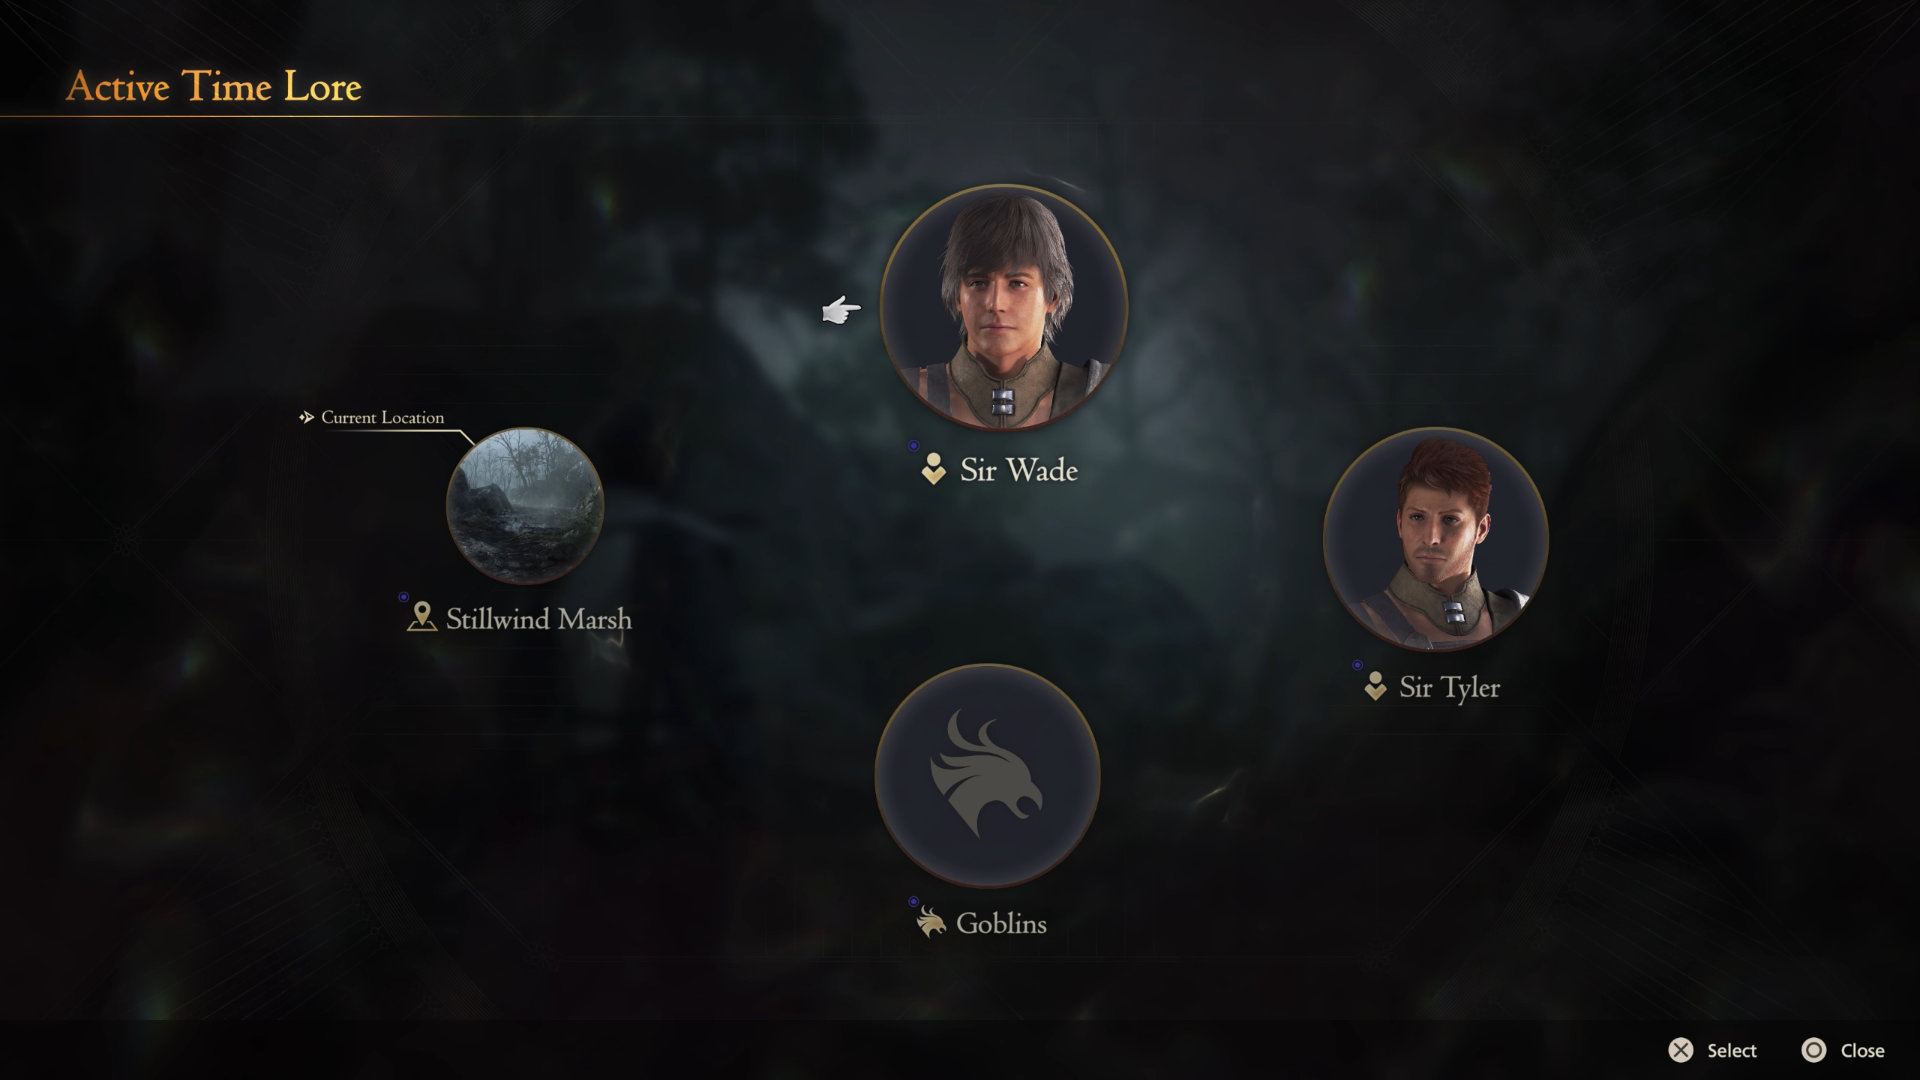 Active Time Lore
Current Location
Sir Wade
Stillwind Marsh
Sir Tyler
Goblins
Select
Close